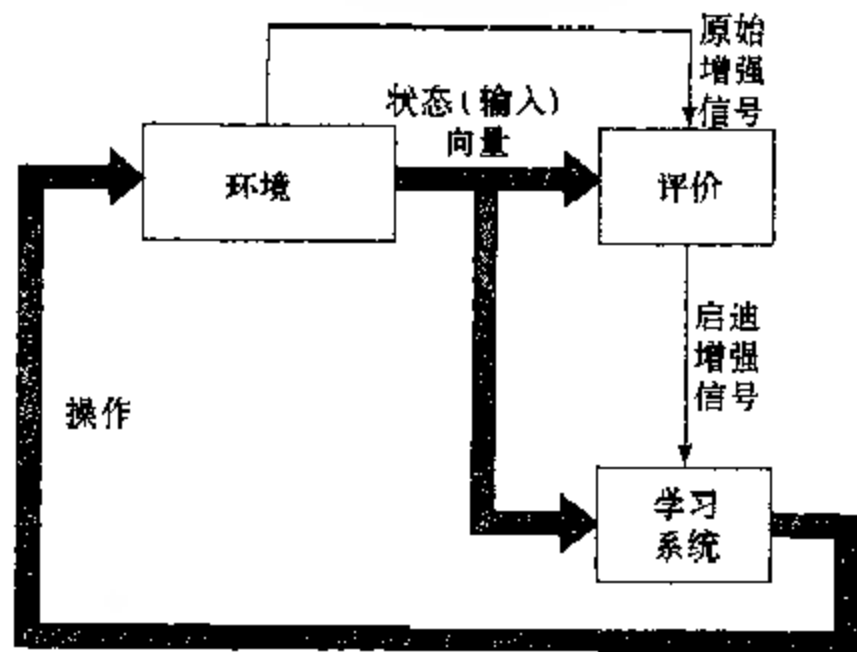 原始
增强
信号
状态(输入)
向量
环境
评价
启迪
增强
信号
操作
学习
系统